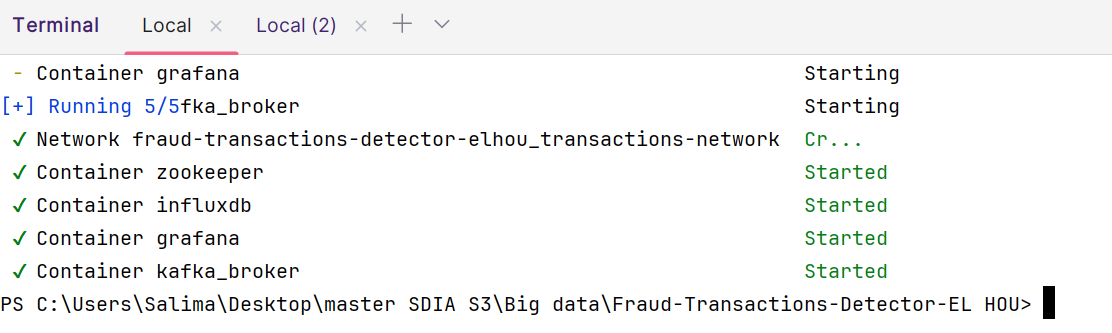 Terminal Local × Local (2) ×
- Container grafana Starting
[+] Running 5/5fka_broker Starting
✓ Network fraud-transactions-detector-elhou_transactions-network Cr...
✓ Container zookeeper Started
✓ Container influxdb Started
✓ Container grafana Started
✓ Container kafka_broker Started
PS C:\Users\Salima\Desktop\master SDIA S3\Big data\Fraud-Transactions-Detector-EL HOU>